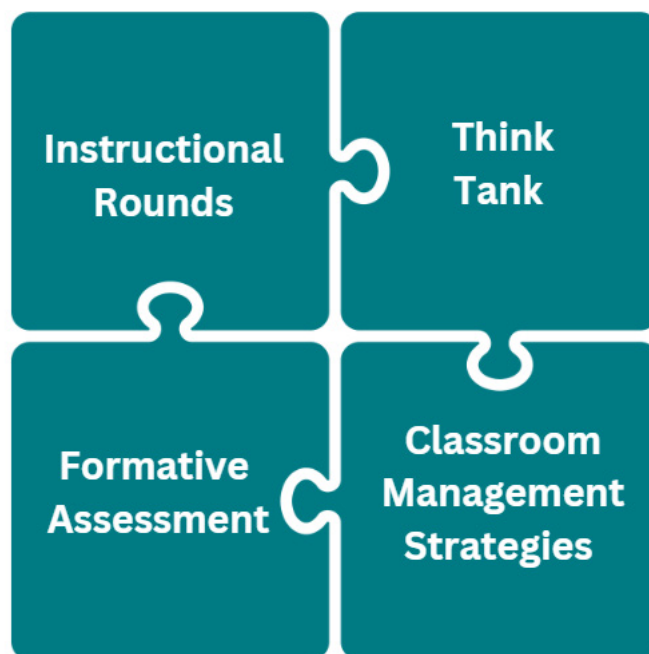 Instructional
Rounds
Think
Tank
Formative
Assessment
Classroom
Management
Strategies